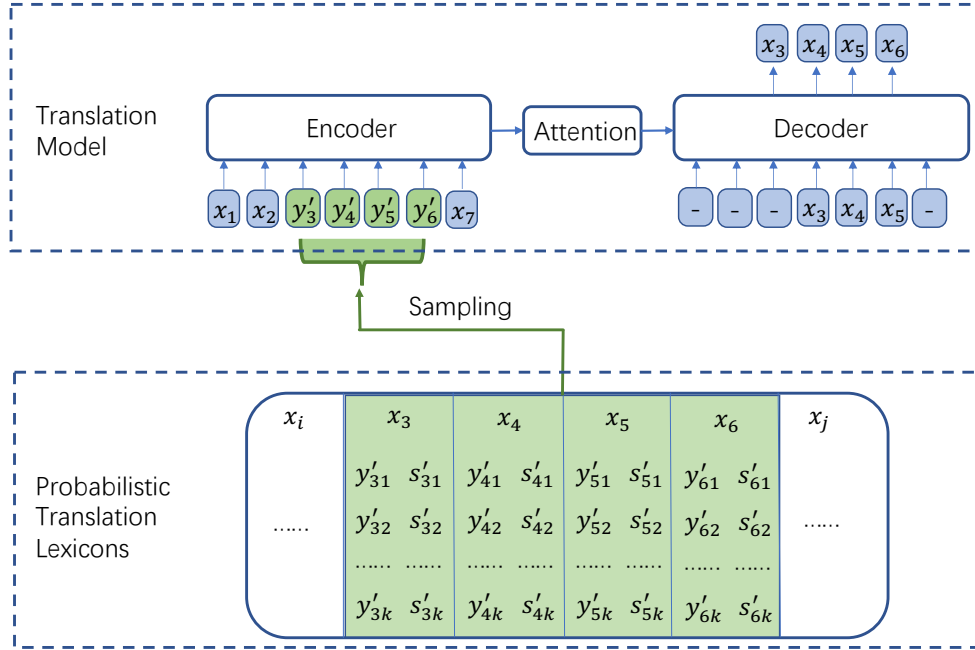 x₃ x₄ x₅ x₆
Translation
Model
Encoder
Attention
Decoder
x₁ x₂ y′₃ y′₄ y′₅ y′₆ x₇
- - - x₃ x₄ x₅ -
Sampling
xᵢ x₃ x₄ x₅ x₆ xⱼ
y′₃₁ s′₃₁ y′₄₁ s′₄₁ y′₅₁ s′₅₁ y′₆₁ s′₆₁
Probabilistic
Translation
Lexicons
…… y′₃₂ s′₃₂ y′₄₂ s′₄₂ y′₅₂ s′₅₂ y′₆₂ s′₆₂ ……
…… …… …… …… …… …… …… ……
y′₃ₖ s′₃ₖ y′₄ₖ s′₄ₖ y′₅ₖ s′₅ₖ y′₆ₖ s′₆ₖ